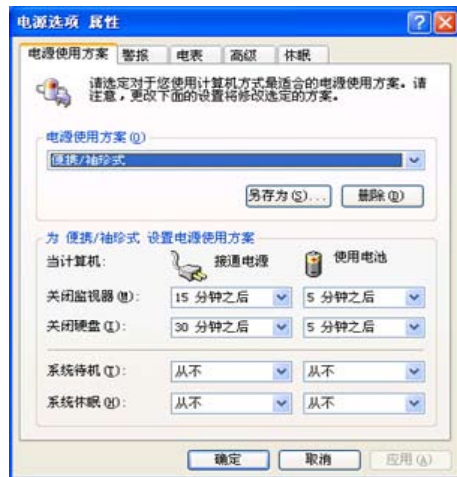 电源选项 属性
电源使用方案 警报 电表 高级 休眠
请选定对于您使用计算机方式最适合的电源使用方案。请
注意，更改下面的设置将修改选定的方案。
电源使用方案(O)
便携/袖珍式
另存为(S)... 删除(D)
为 便携/袖珍式 设置电源使用方案
当计算机: 接通电源 使用电池
关闭监视器(M): 15 分钟之后 5 分钟之后
关闭硬盘(I): 30 分钟之后 5 分钟之后
系统待机(T): 从不 从不
系统休眠(H): 从不 从不
确定 取消 应用(A)